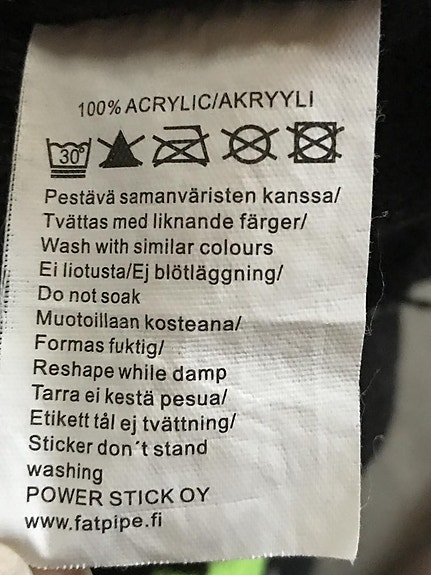 100% ACRYLIC/AKRYYLI
30°
Pestävä samanväristen kanssa/
Tvättas med liknande färger/
Wash with similar colours
Ei liotusta/Ej blötläggning/
Do not soak
Muotoillaan kosteana/
Formas fuktig/
Reshape while damp
Tarra ei kestä pesua/
Etikett tål ej tvättning/
Sticker don´t stand
washing
POWER STICK OY
www.fatpipe.fi